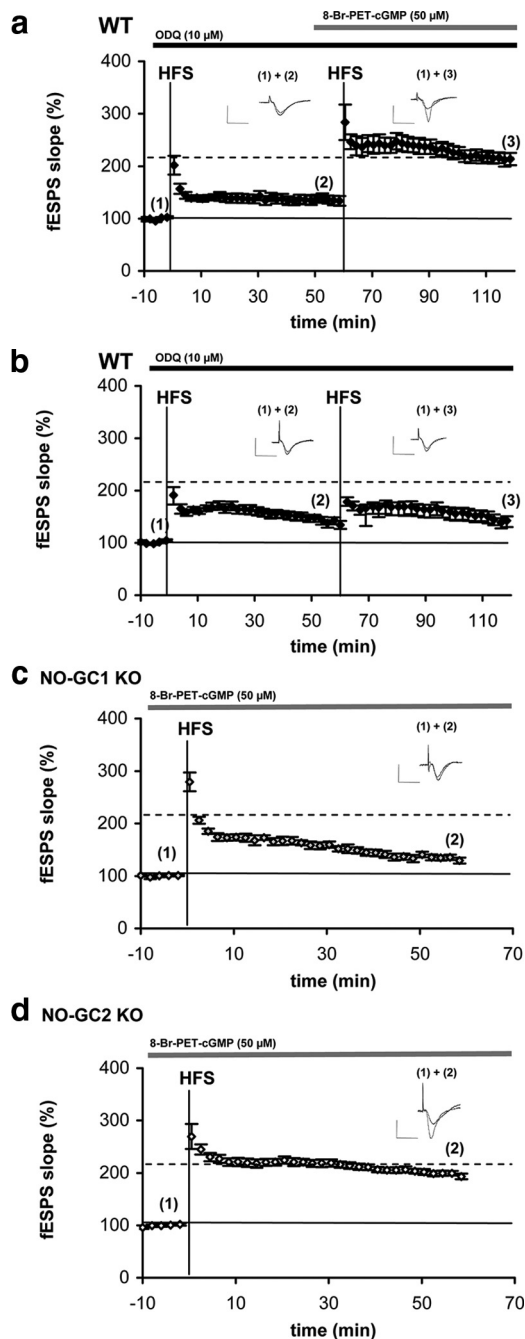 a
WT
8-Br-PET-cGMP (50 µM)
ODQ (10 µM)
HFS
HFS
(1) + (2)
(1) + (3)
fESPS slope (%)
400
300
200
100
0
(1)
(2)
(3)
-10 10 30 50 70 90 110
time (min)
b
WT
ODQ (10 µM)
HFS
HFS
(1) + (2)
(1) + (3)
fESPS slope (%)
400
300
200
100
0
(1)
(2)
(3)
-10 10 30 50 70 90 110
time (min)
c NO-GC1 KO
8-Br-PET-cGMP (50 µM)
HFS
(1) + (2)
fESPS slope (%)
400
300
200
100
0
(1)
(2)
-10 10 30 50 70
time (min)
d NO-GC2 KO
8-Br-PET-cGMP (50 µM)
HFS
(1) + (2)
fESPS slope (%)
400
300
200
100
0
(1)
(2)
-10 10 30 50 70
time (min)